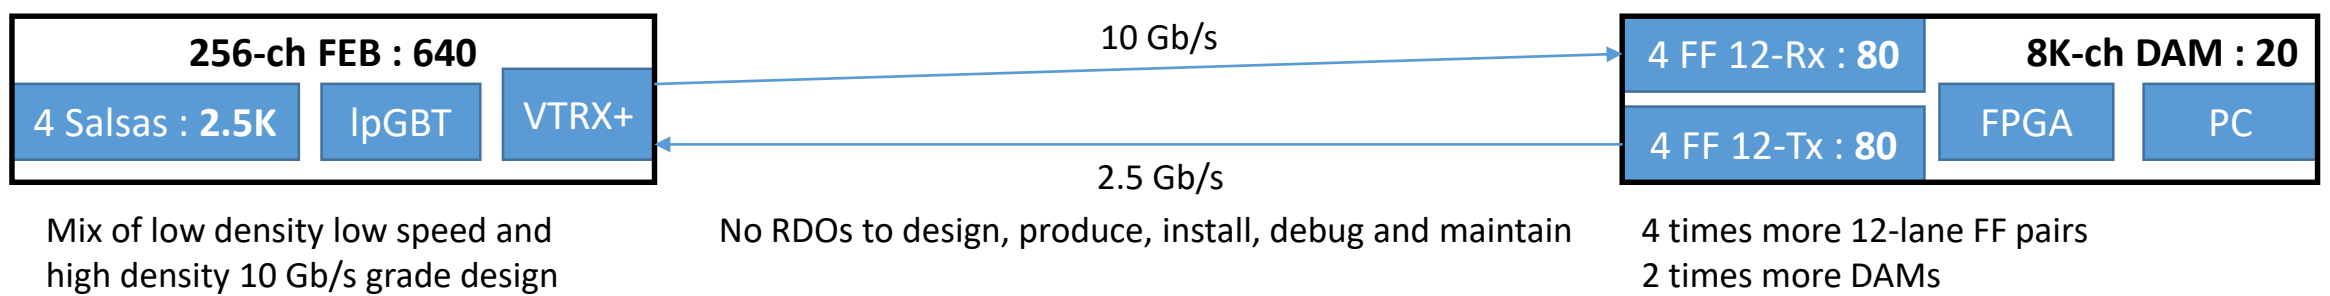 256-ch FEB : 640
4 Salsas : 2.5K
lpGBT
VTRX+
10 Gb/s
2.5 Gb/s
4 FF 12-Rx : 80
4 FF 12-Tx : 80
8K-ch DAM : 20
FPGA
PC
Mix of low density low speed and
high density 10 Gb/s grade design
No RDOs to design, produce, install, debug and maintain
4 times more 12-lane FF pairs
2 times more DAMs